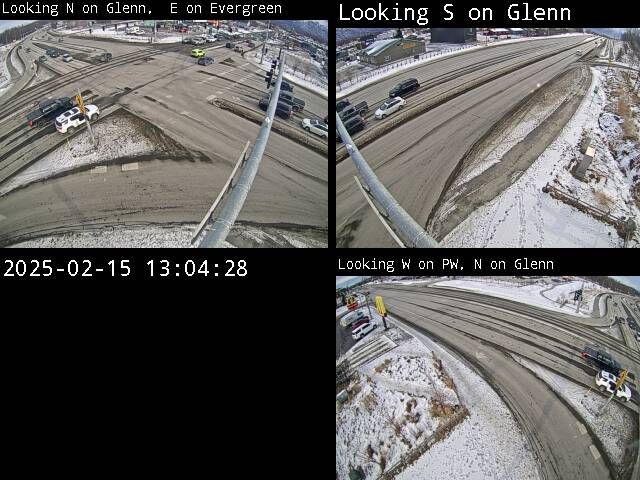 Looking N on Glenn,  E on Evergreen
Looking S on Glenn
2025-02-15 13:04:28
Looking W on PW, N on Glenn